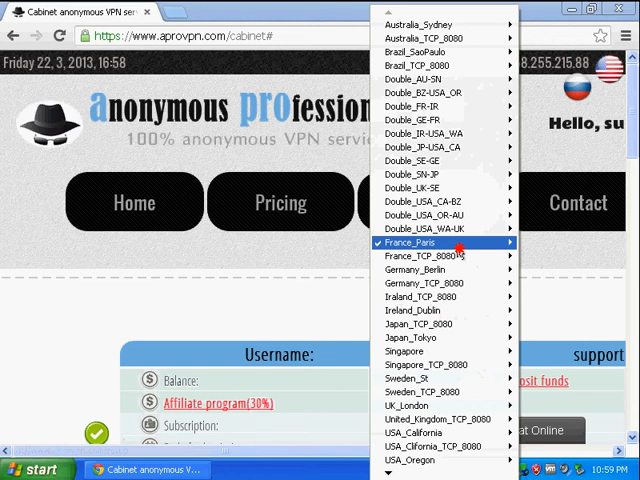 Cabinet anonymous VPN serv
https://www.aprovpn.com/cabinet#
Friday 22, 3, 2013, 16:58
8.255.215.88
anonymous professiona
100% anonymous VPN servic
Hello, su
Home
Pricing
Contact
Username:
support
Balance:
osit funds
Affiliate program(30%)
Subscription:
at Online
Australia_Sydney
Australia_TCP_8080
Brazil_SaoPaulo
Brazil_TCP_8080
Double_AU-SN
Double_BZ-USA_OR
Double_FR-IR
Double_GE-FR
Double_IR-USA_WA
Double_JP-USA_CA
Double_SE-GE
Double_SN-JP
Double_UK-SE
Double_USA_CA-BZ
Double_USA_OR-AU
Double_USA_WA-UK
France_Paris
France_TCP_8080
Germany_Berlin
Germany_TCP_8080
Iraland_TCP_8080
Ireland_Dublin
Japan_TCP_8080
Japan_Tokyo
Singapore
Singapore_TCP_8080
Sweden_St
Sweden_TCP_8080
UK_London
United_Kingdom_TCP_8080
USA_California
USA_Clifornia_TCP_8080
USA_Oregon
start
Cabinet anonymous V...
10:59 PM